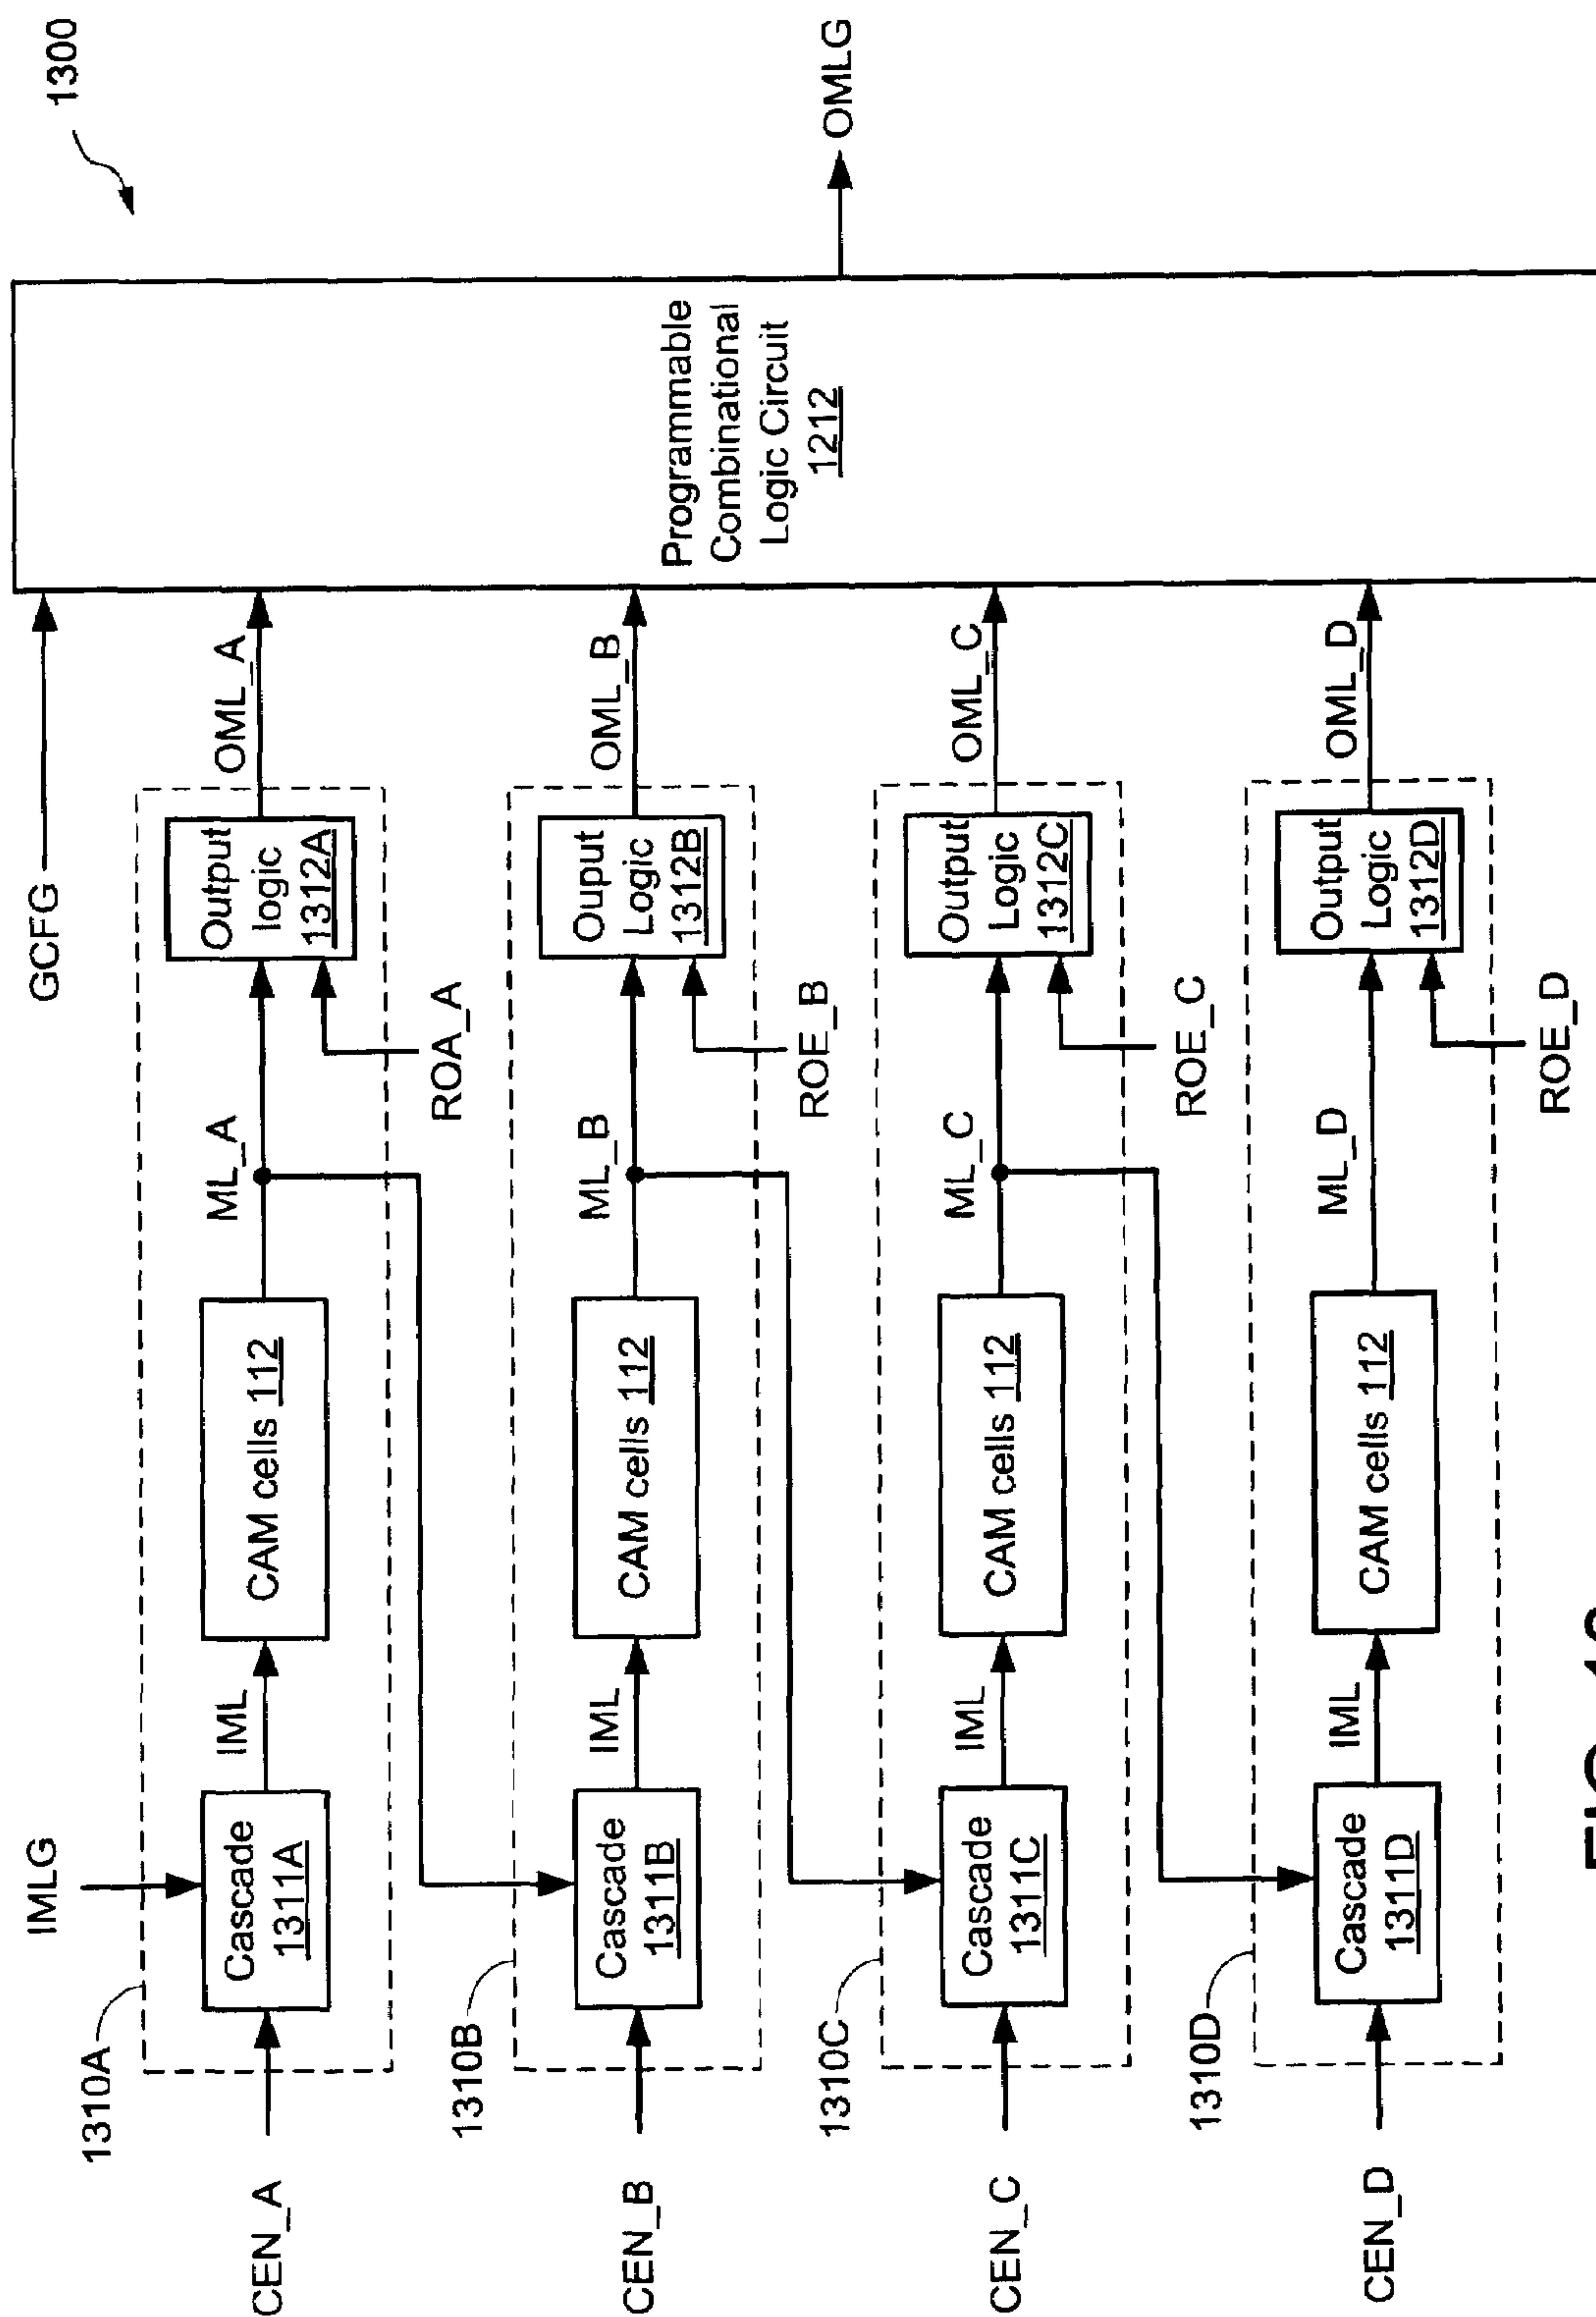 1300
IMLG
GCFG
1310A
CEN_A
Cascade
1311A
IML
CAM cells 112
ML_A
ROA_A
Output
logic
1312A
OML_A
1310B
CEN_B
Cascade
1311B
IML
CAM cells 112
ML_B
ROE_B
Ouput
Logic
1312B
OML_B
1310C
CEN_C
Cascade
1311C
IML
CAM cells 112
ML_C
ROE_C
Output
Logic
1312C
OML_C
1310D
CEN_D
Cascade
1311D
IML
CAM cells 112
ML_D
ROE_D
Output
Logic
1312D
OML_D
Programmable
Combinational
Logic Circuit
1212
OMLG